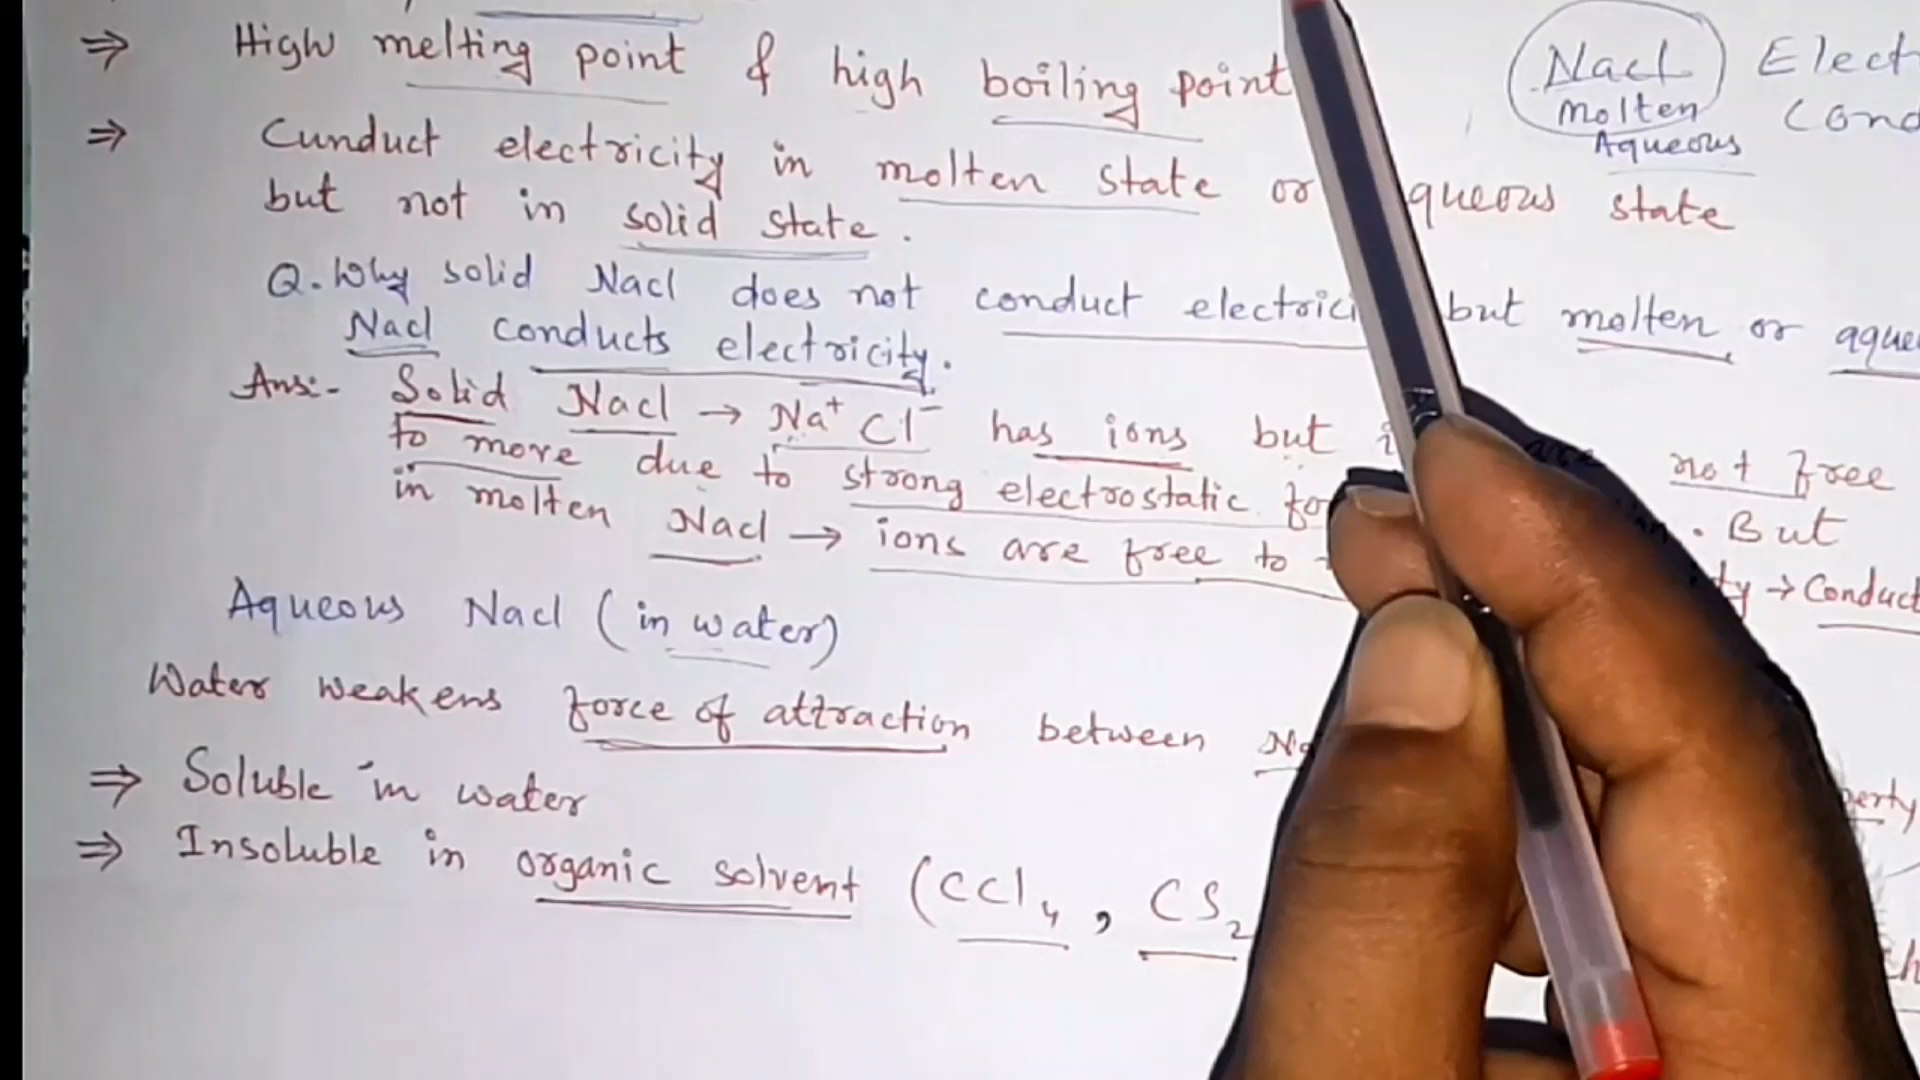 ⇒ High melting point & high boiling point
Nacl
Molten
Aqueous
⇒ Cunduct electricity in molten state or queous state
but not in solid state.
Q. Why solid Nacl does not conduct electrici but molten or aque
Nacl conducts electricity.
Ans:- Solid Nacl → Na⁺ Cl⁻ has ions but not free
to move due to strong electrostatic . But
in molten Nacl → ions are free to → Conduct
Aqueous Nacl (in water)
Water weakens force of attraction between
⇒ Soluble in water
⇒ Insoluble in organic solvent (CCl₄, CS₂